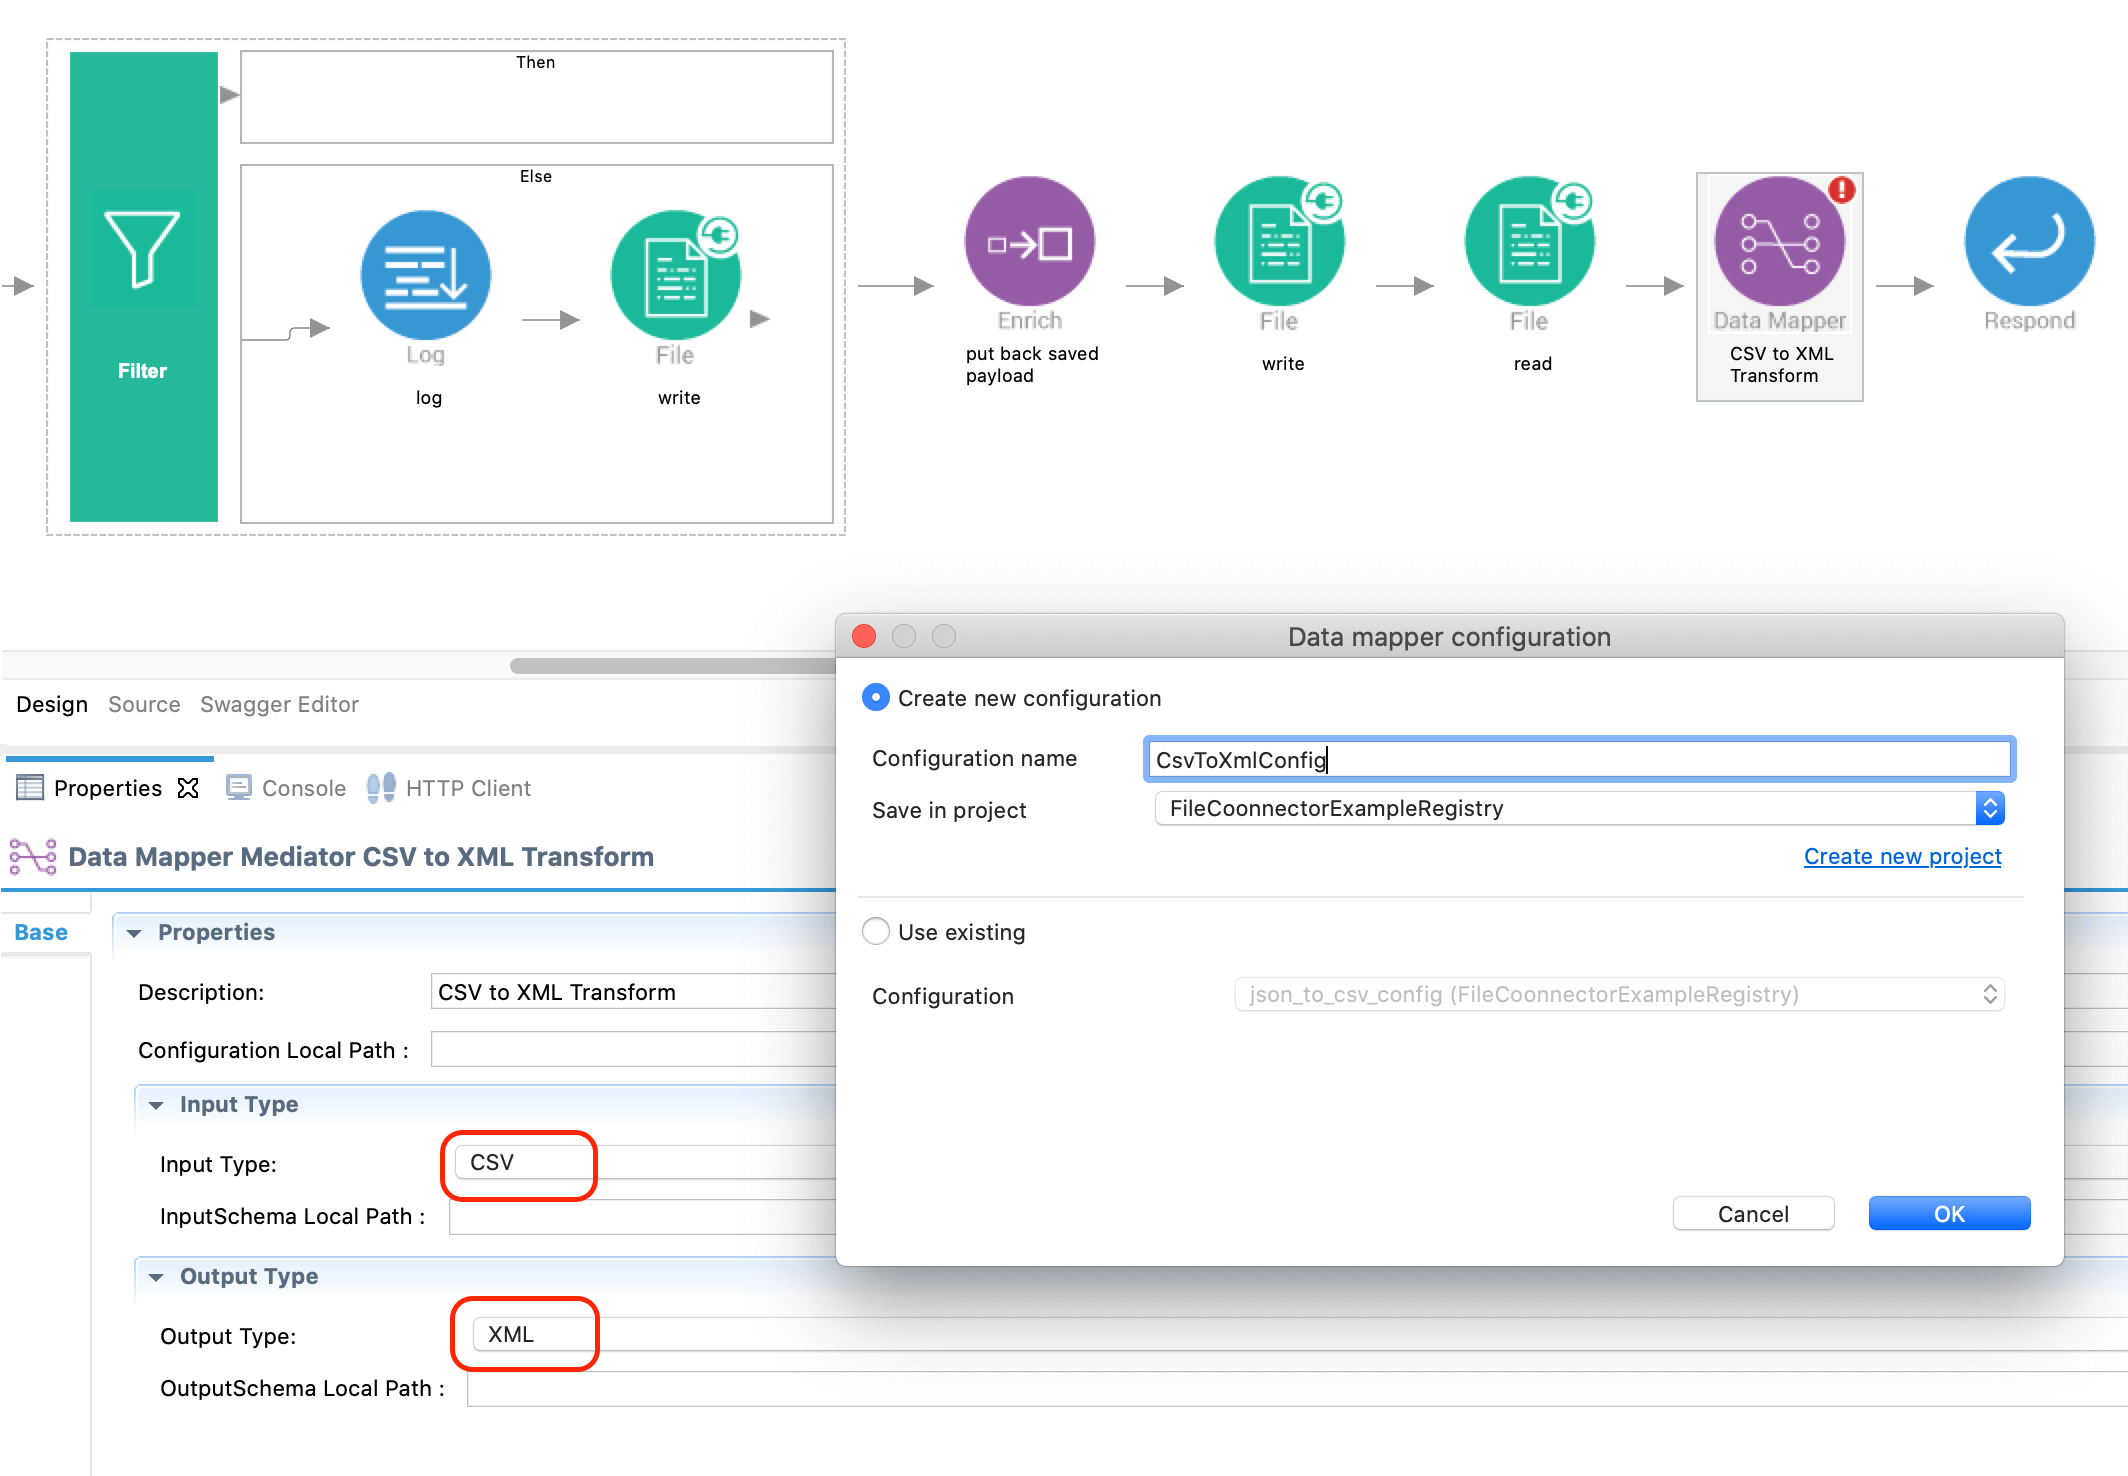 Then
Else
Filter
Log
log
File
write
Enrich
put back saved
payload
File
write
File
read
Data Mapper
CSV to XML
Transform
Respond
Design Source Swagger Editor
Properties Console HTTP Client
Data Mapper Mediator CSV to XML Transform
Base
Properties
Description: CSV to XML Transform
Configuration Local Path :
Input Type
Input Type: CSV
InputSchema Local Path :
Output Type
Output Type: XML
OutputSchema Local Path :
Data mapper configuration
Create new configuration
Configuration name CsvToXmlConfig
Save in project FileCoonnectorExampleRegistry
Create new project
Use existing
Configuration json_to_csv_config (FileCoonnectorExampleRegistry)
Cancel OK